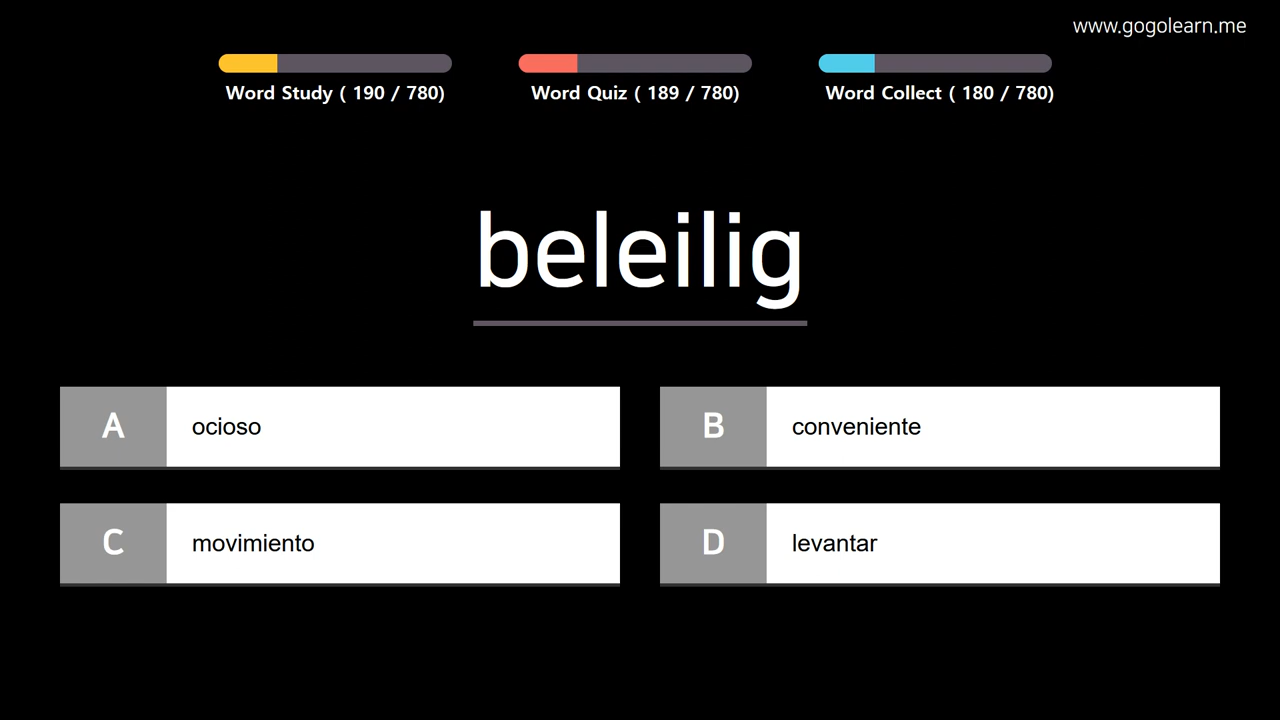 www.gogolearn.me
Word Study ( 190 / 780)
Word Quiz ( 189 / 780)
Word Collect ( 180 / 780)
beleilig
A
ocioso
B
conveniente
C
movimiento
D
levantar